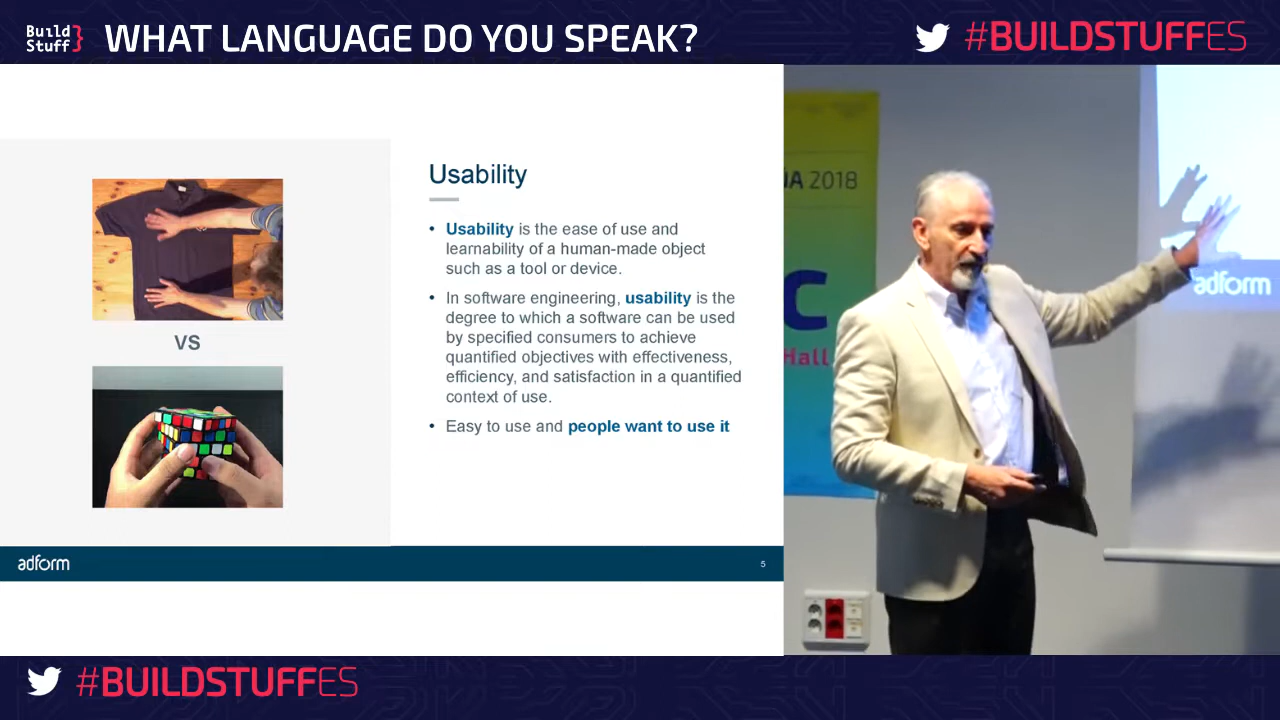 Build
Stuff}
WHAT LANGUAGE DO YOU SPEAK?
#BUILDSTUFFES
Usability
• Usability is the ease of use and
learnability of a human-made object
such as a tool or device.
• In software engineering, usability is the
degree to which a software can be used
by specified consumers to achieve
quantified objectives with effectiveness,
efficiency, and satisfaction in a quantified
context of use.
• Easy to use and people want to use it
VS
adform
5
2018
C
Hall
adform
#BUILDSTUFFES